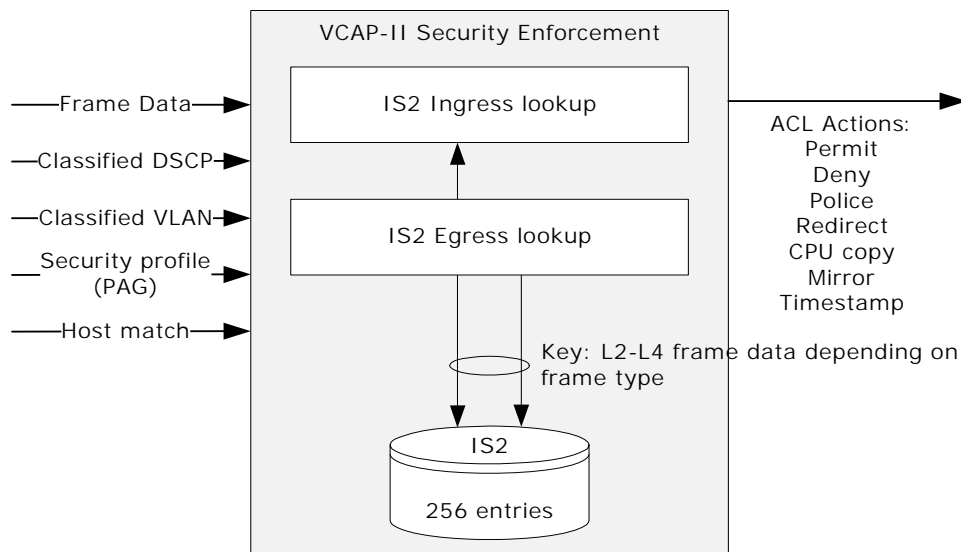 VCAP-II Security Enforcement
IS2 Ingress lookup
IS2 Egress lookup
Frame Data
Classified DSCP
Classified VLAN
Security profile
(PAG)
Host match
ACL Actions:
Permit
Deny
Police
Redirect
CPU copy
Mirror
Timestamp
Key: L2-L4 frame data depending on
frame type
IS2
256 entries